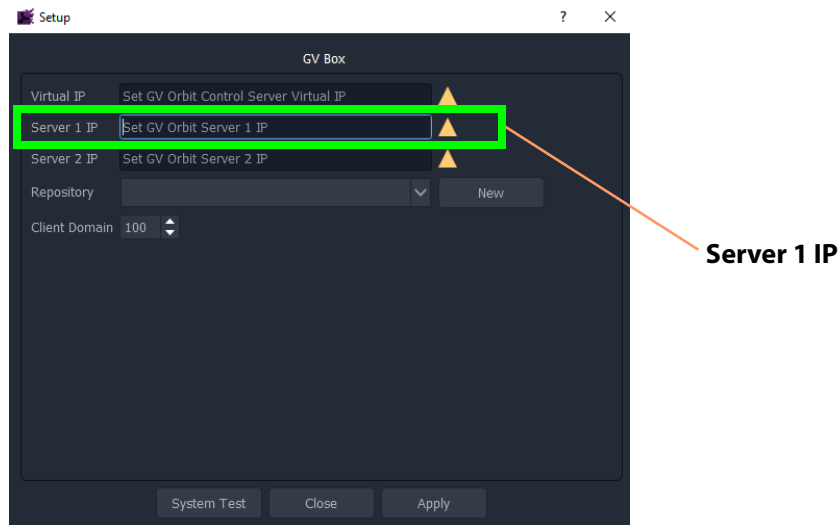 Setup
?
GV Box
Virtual IP Set GV Orbit Control Server Virtual IP
Server 1 IP Set GV Orbit Server 1 IP
Server 2 IP Set GV Orbit Server 2 IP
Repository New
Client Domain 100
Server 1 IP
System Test Close Apply